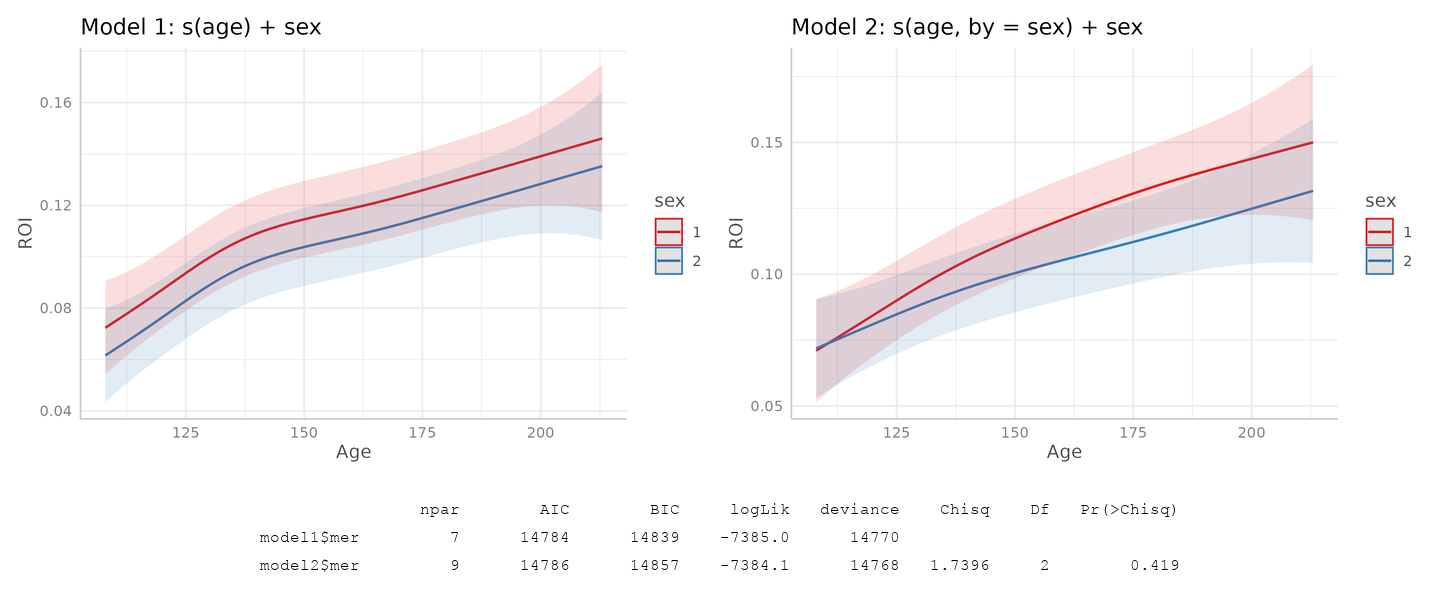 Model 1: s(age) + sex
0.16
0.12
0.08
0.04
ROI
125 150 175 200
Age
sex
1
2
Model 2: s(age, by = sex) + sex
0.15
0.10
0.05
ROI
125 150 175 200
Age
sex
1
2
npar AIC BIC logLik deviance Chisq Df Pr(>Chisq)
model1$mer 7 14784 14839 -7385.0 14770
model2$mer 9 14786 14857 -7384.1 14768 1.7396 2 0.419